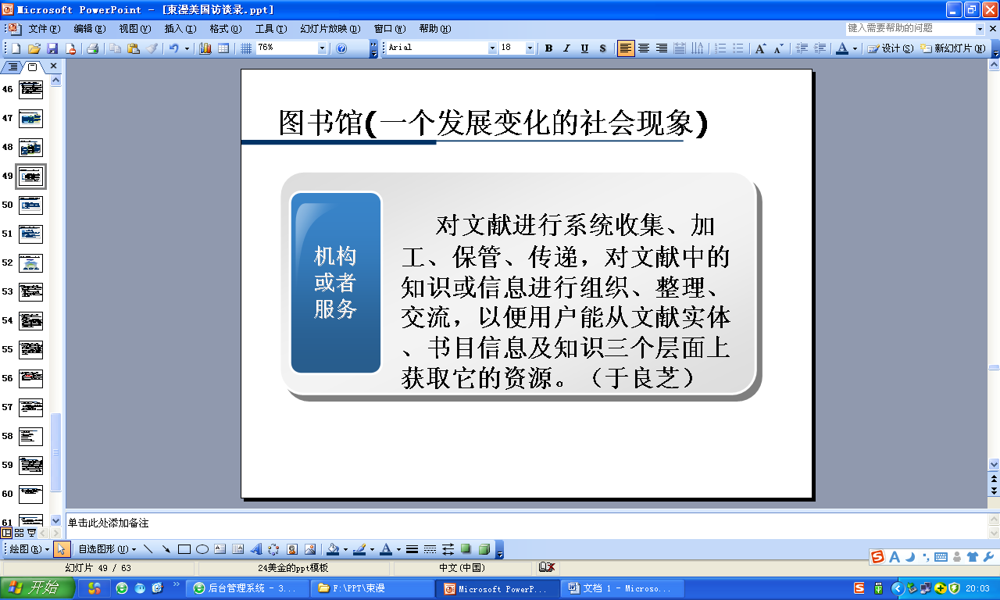 Microsoft PowerPoint - [束漫美国访谈录.ppt]
文件(F) 编辑(E) 视图(V) 插入(I) 格式(O) 工具(T) 幻灯片放映(D) 窗口(W) 帮助(H) 键入需要帮助的问题
76% Arial 18 B I U S A A A 设计(S) 新幻灯片(N)
46
47
48
49
50
51
52
53
54
55
56
57
58
59
60
61
图书馆(一个发展变化的社会现象)
机构
或者
服务
对文献进行系统收集、加
工、保管、传递，对文献中的
知识或信息进行组织、整理、
交流，以便用户能从文献实体
、书目信息及知识三个层面上
获取它的资源。（于良芝）
单击此处添加备注
绘图(R) 自选图形(U)
幻灯片 49 / 63 24美金的ppt模板 中文(中国)
开始 后台管理系统 - 3... F:\PPT\束漫 Microsoft PowerP... 文档 1 - Microso... 20:03